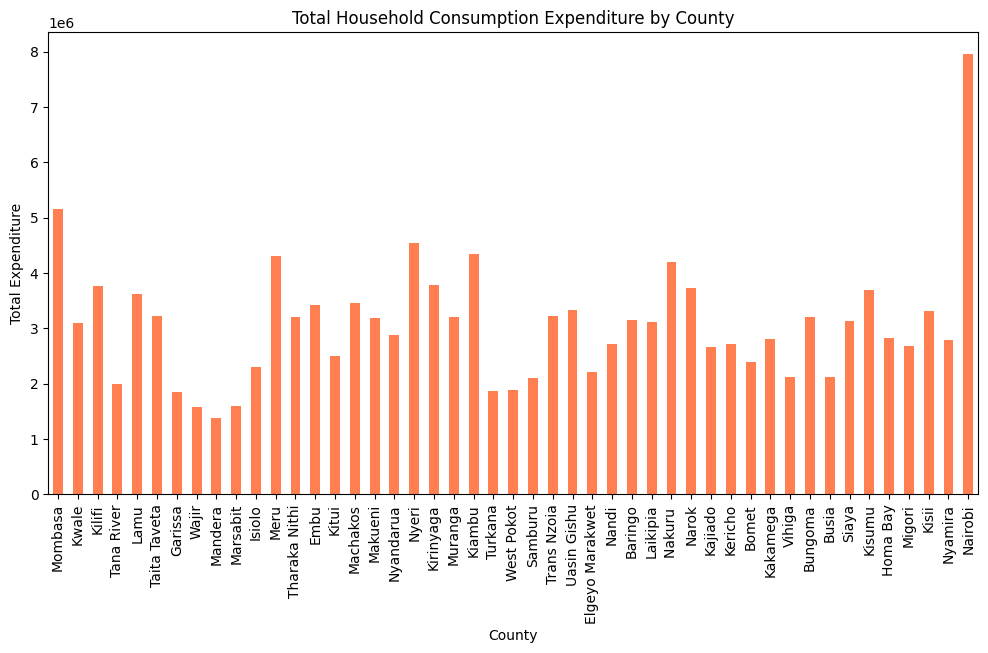 Total Household Consumption Expenditure by County
1e6
8
7
6
5
4
3
2
1
0
Total Expenditure
Mombasa
Kwale
Kilifi
Tana River
Lamu
Taita Taveta
Garissa
Wajir
Mandera
Marsabit
Isiolo
Meru
Tharaka Nithi
Embu
Kitui
Machakos
Makueni
Nyandarua
Nyeri
Kirinyaga
Muranga
Kiambu
Turkana
West Pokot
Samburu
Trans Nzoia
Uasin Gishu
Elgeyo Marakwet
Nandi
Baringo
Laikipia
Nakuru
Narok
Kajiado
Kericho
Bomet
Kakamega
Vihiga
Bungoma
Busia
Siaya
Kisumu
Homa Bay
Migori
Kisii
Nyamira
Nairobi
County